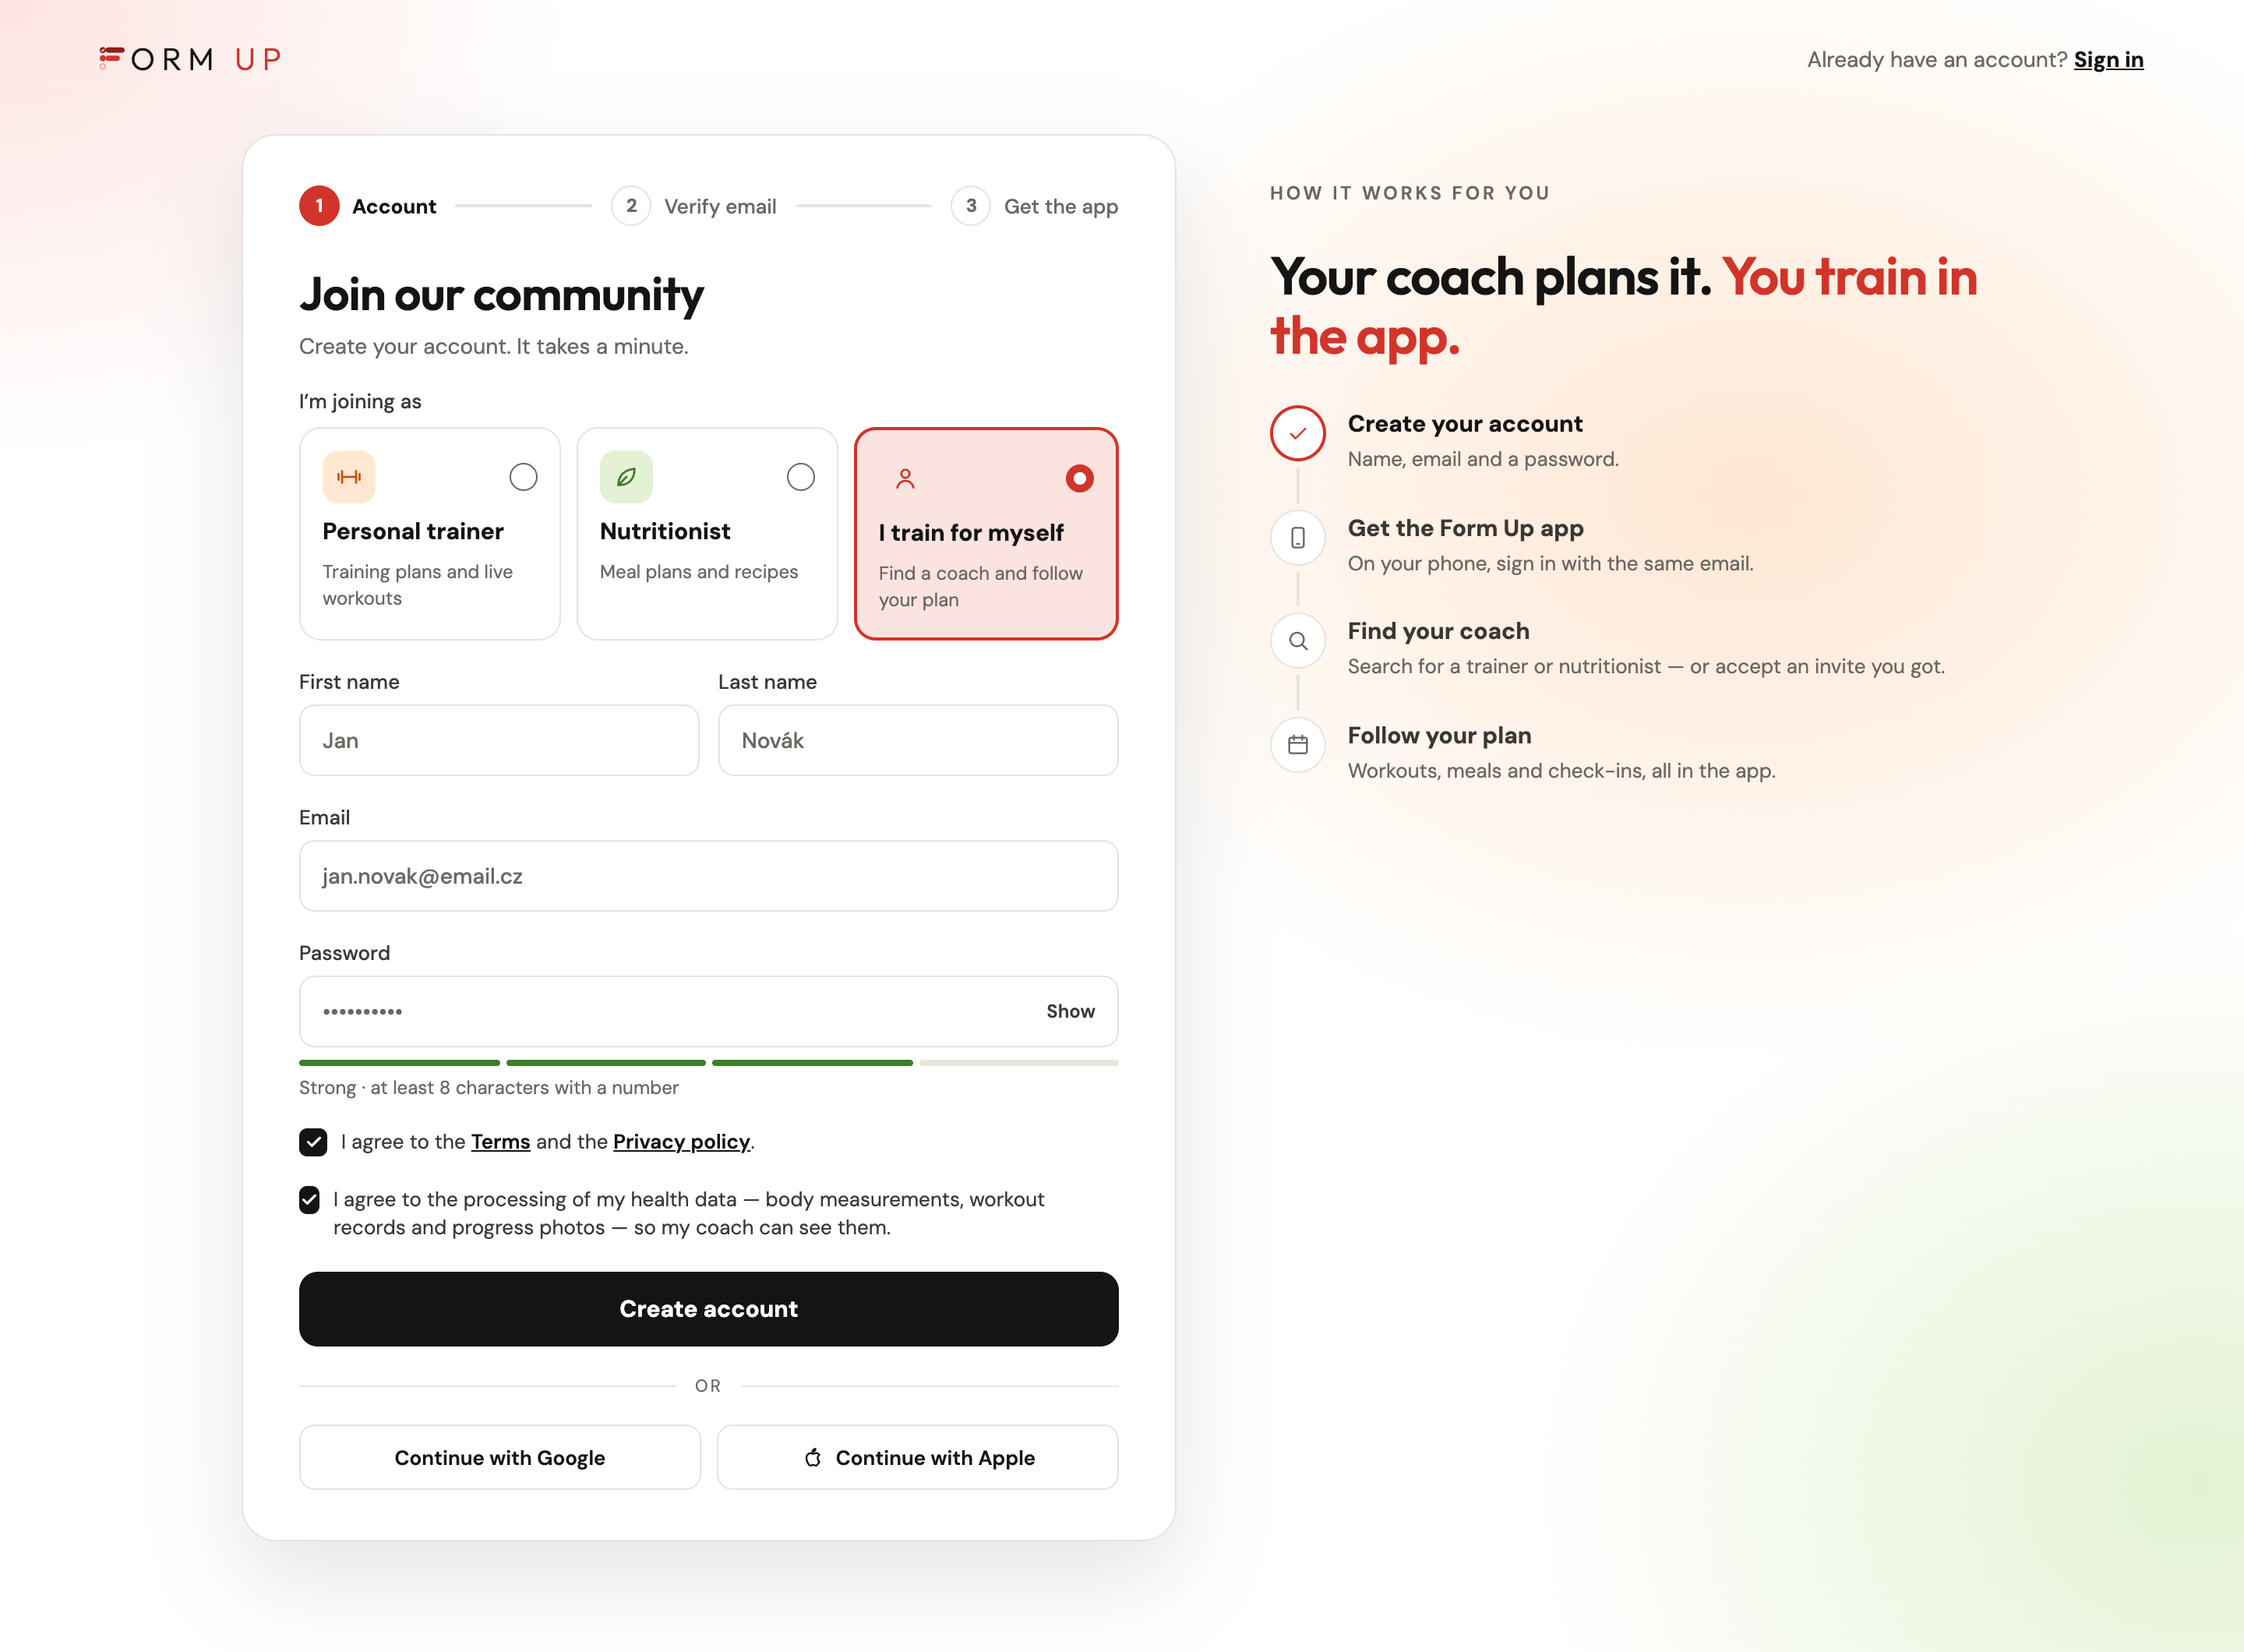 FORM UP
Already have an account? Sign in
1 Account
2 Verify email
3 Get the app
Join our community
Create your account. It takes a minute.
I’m joining as
Personal trainer
Training plans and live
workouts
Nutritionist
Meal plans and recipes
I train for myself
Find a coach and follow
your plan
First name
Last name
Jan
Novák
Email
jan.novak@email.cz
Password
••••••••••
Show
Strong · at least 8 characters with a number
I agree to the Terms and the Privacy policy.
I agree to the processing of my health data — body measurements, workout
records and progress photos — so my coach can see them.
Create account
OR
Continue with Google
Continue with Apple
HOW IT WORKS FOR YOU
Your coach plans it. You train in
the app.
Create your account
Name, email and a password.
Get the Form Up app
On your phone, sign in with the same email.
Find your coach
Search for a trainer or nutritionist — or accept an invite you got.
Follow your plan
Workouts, meals and check-ins, all in the app.